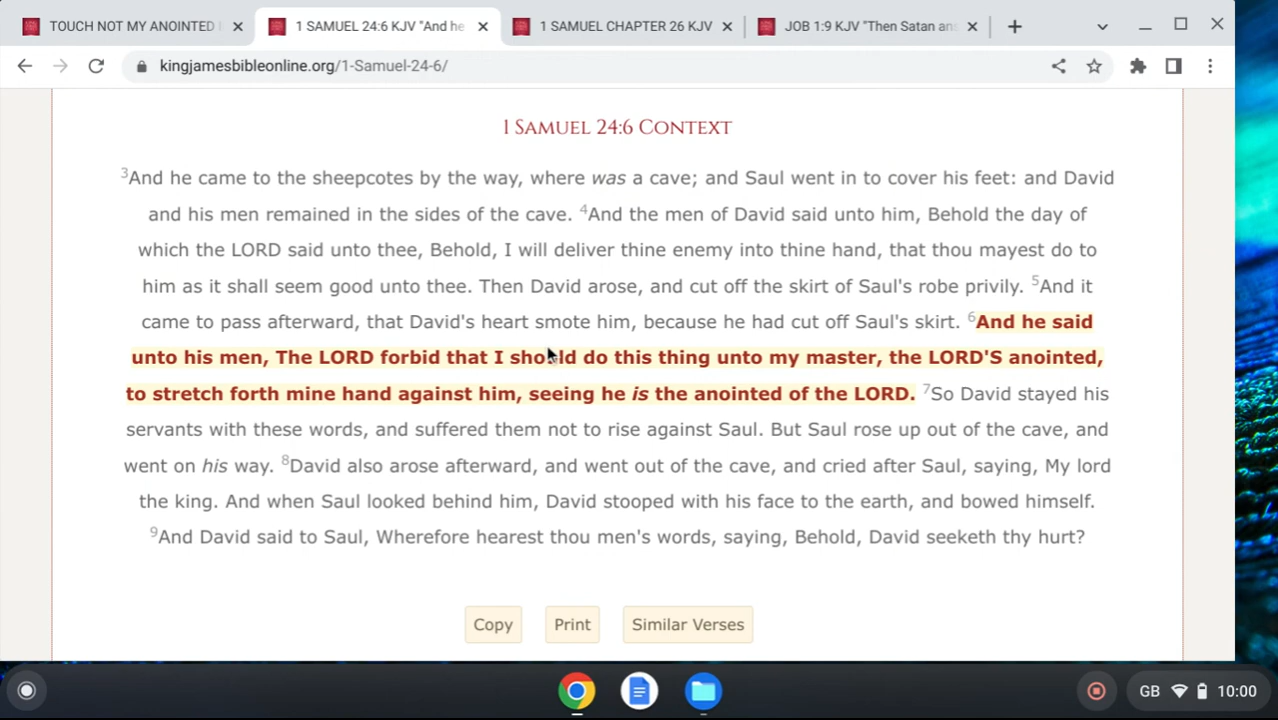 TOUCH NOT MY ANOINTED
1 SAMUEL 24:6 KJV "And he
1 SAMUEL CHAPTER 26 KJV
JOB 1:9 KJV "Then Satan an
kingjamesbibleonline.org/1-Samuel-24-6/
1 Samuel 24:6 Context
3And he came to the sheepcotes by the way, where was a cave; and Saul went in to cover his feet: and David
and his men remained in the sides of the cave. 4And the men of David said unto him, Behold the day of
which the LORD said unto thee, Behold, I will deliver thine enemy into thine hand, that thou mayest do to
him as it shall seem good unto thee. Then David arose, and cut off the skirt of Saul's robe privily. 5And it
came to pass afterward, that David's heart smote him, because he had cut off Saul's skirt. 6And he said
unto his men, The LORD forbid that I should do this thing unto my master, the LORD'S anointed,
to stretch forth mine hand against him, seeing he is the anointed of the LORD. 7So David stayed his
servants with these words, and suffered them not to rise against Saul. But Saul rose up out of the cave, and
went on his way. 8David also arose afterward, and went out of the cave, and cried after Saul, saying, My lord
the king. And when Saul looked behind him, David stooped with his face to the earth, and bowed himself.
9And David said to Saul, Wherefore hearest thou men's words, saying, Behold, David seeketh thy hurt?
Copy
Print
Similar Verses
GB
10:00